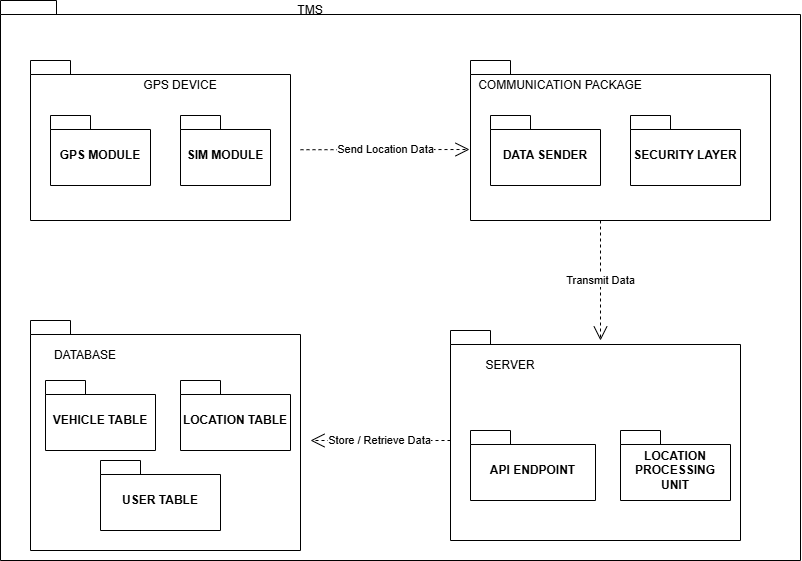 TMS
GPS DEVICE
GPS MODULE
SIM MODULE
Send Location Data
COMMUNICATION PACKAGE
DATA SENDER
SECURITY LAYER
Transmit Data
DATABASE
VEHICLE TABLE
LOCATION TABLE
USER TABLE
Store / Retrieve Data
SERVER
API ENDPOINT
LOCATION
PROCESSING
UNIT